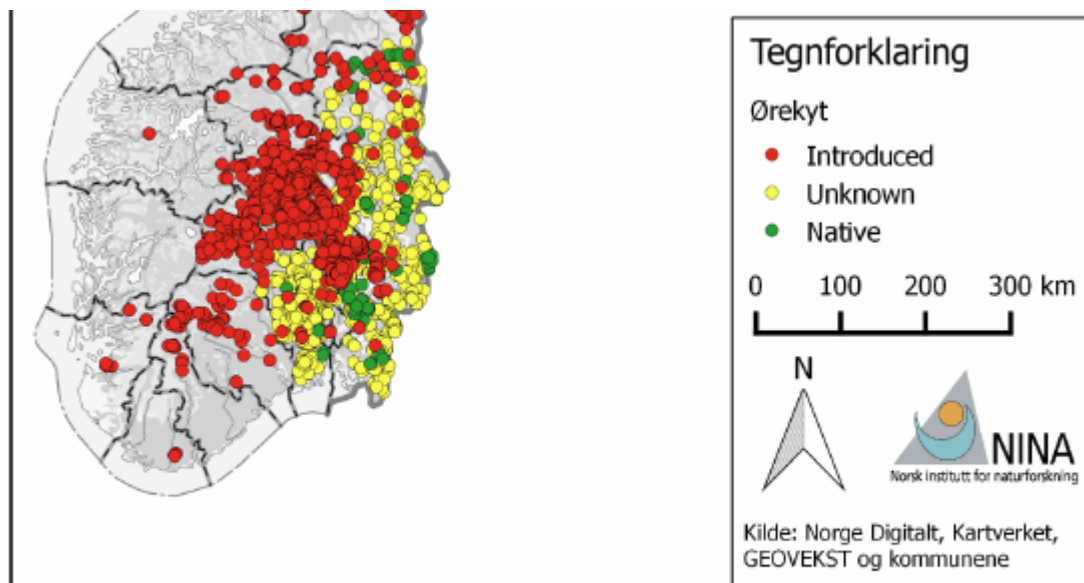 Tegnforklaring
Ørekyt
Introduced
Unknown
Native
0 100 200 300 km
N
NINA
Norsk institutt for naturforskning
Kilde: Norge Digitalt, Kartverket,
GEOVEKST og kommunene